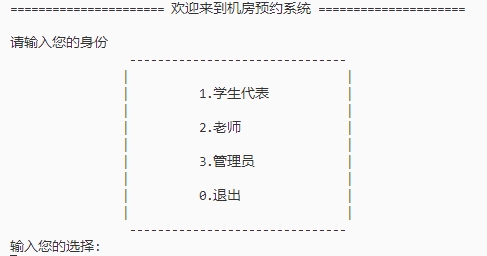 ====================== 欢迎来到机房预约系统 =====================
请输入您的身份
-------------------------------
1.学生代表
2.老师
3.管理员
0.退出
-------------------------------
输入您的选择: